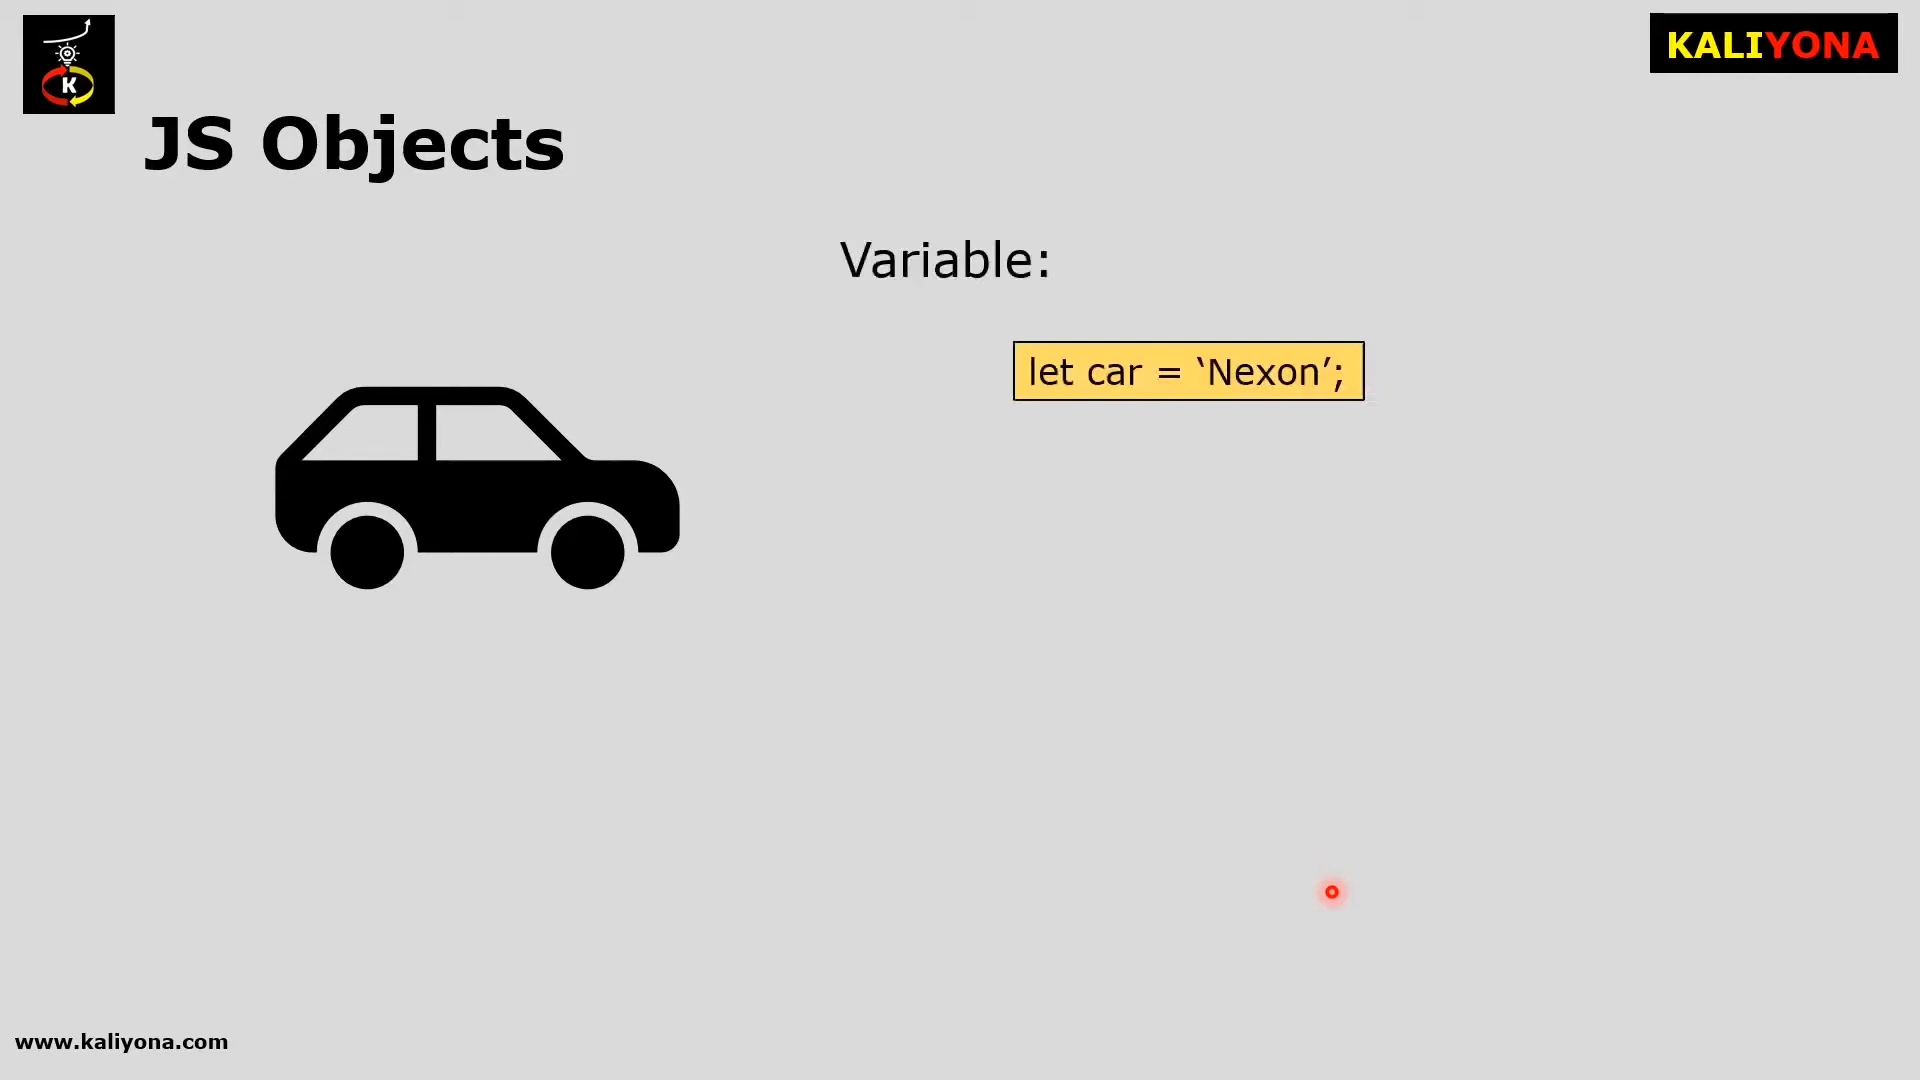 K
KALIYONA
JS Objects
Variable:
let car = ‘Nexon’;
www.kaliyona.com